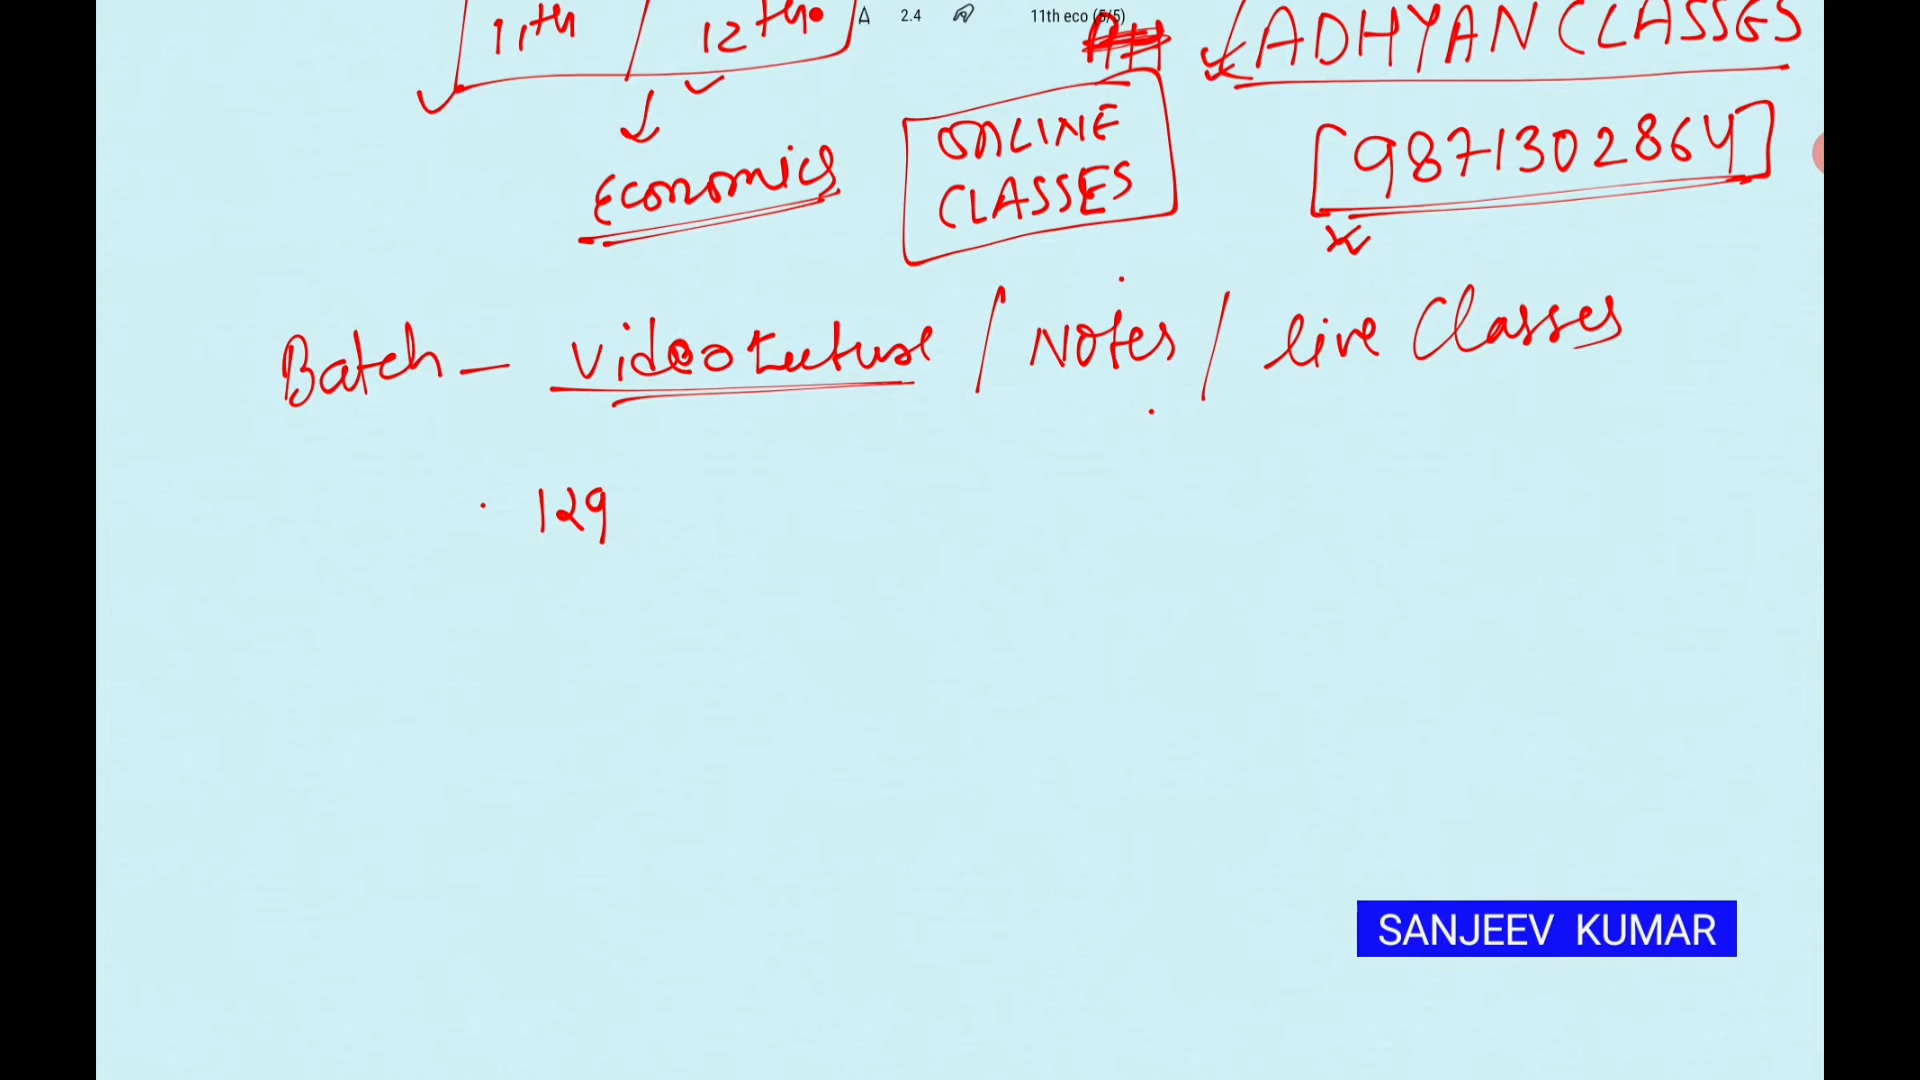 2.4 11th eco (5/5)
11th / 12th
ADHYAN CLASSES
ONLINE
CLASSES
[9871302864]
Economics
Batch - Video Lecture / Notes / live Classes
129
SANJEEV KUMAR